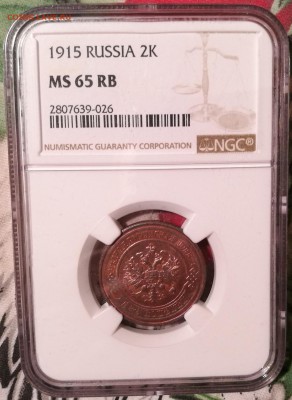 1915 RUSSIA 2K
MS 65 RB
2807639-026
NUMISMATIC GUARANTY CORPORATION
NGC®